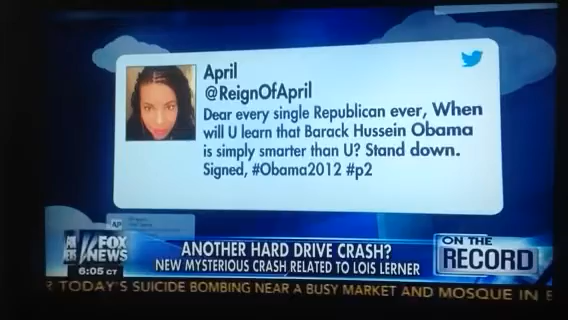 April
@ReignOfApril
Dear every single Republican ever, When
will U learn that Barack Hussein Obama
is simply smarter than U? Stand down.
Signed, #Obama2012 #p2
AP
FOX
NEWS
6:05 CT
ANOTHER HARD DRIVE CRASH?
NEW MYSTERIOUS CRASH RELATED TO LOIS LERNER
ON THE
RECORD
R TODAY'S SUICIDE BOMBING NEAR A BUSY MARKET AND MOSQUE IN E